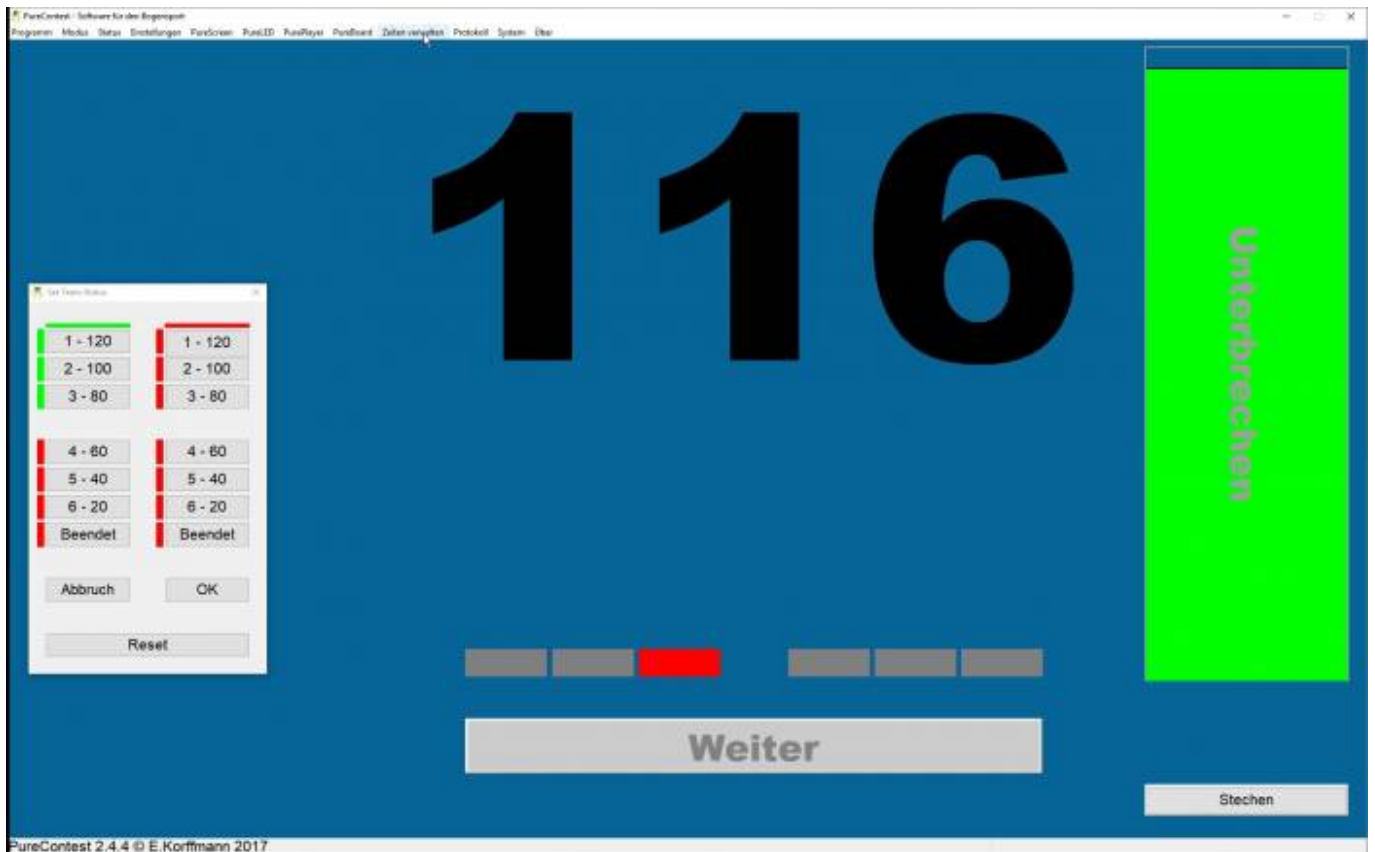 PureContest - Software für den Bogensport
Programm Modus Status Einstellungen PureScreen PureLED PurePlayer PureBoard Zeiten verwalten Protokoll System Über
116
Unterbrechen
Set Team Status
1 - 120 1 - 120
2 - 100 2 - 100
3 - 80 3 - 80
4 - 60 4 - 60
5 - 40 5 - 40
6 - 20 6 - 20
Beendet Beendet
Abbruch OK
Reset
Weiter
Stechen
PureContest 2.4.4 © E.Korffmann 2017